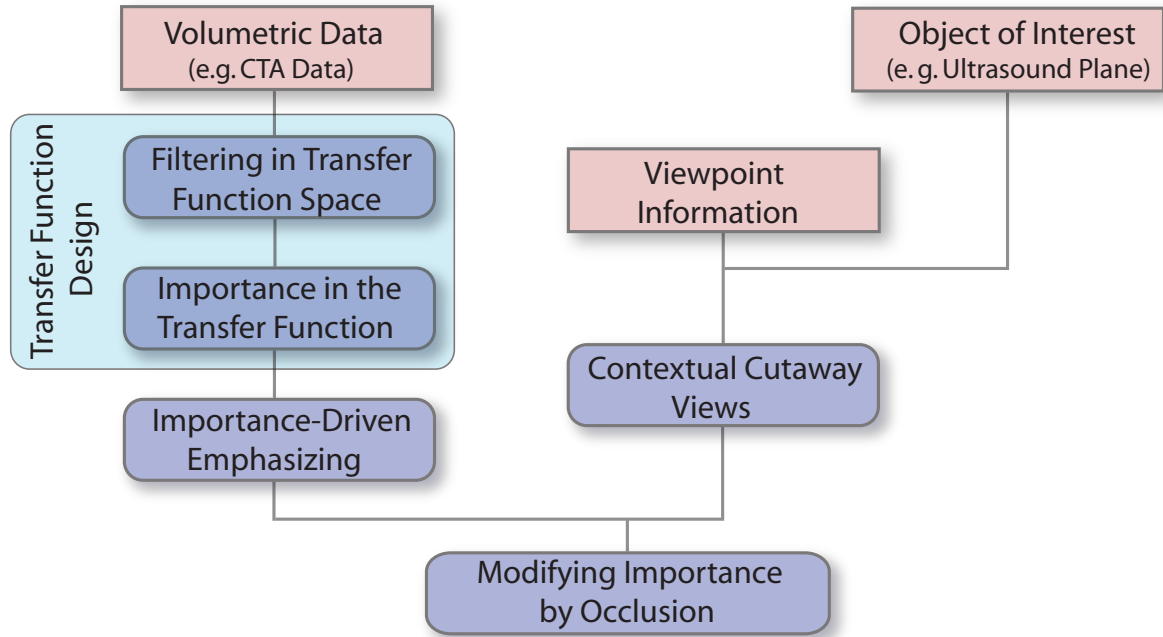 Volumetric Data
(e.g. CTA Data)
Object of Interest
(e. g. Ultrasound Plane)
Transfer Function
Design
Filtering in Transfer
Function Space
Viewpoint
Information
Importance in the
Transfer Function
Contextual Cutaway
Views
Importance-Driven
Emphasizing
Modifying Importance
by Occlusion